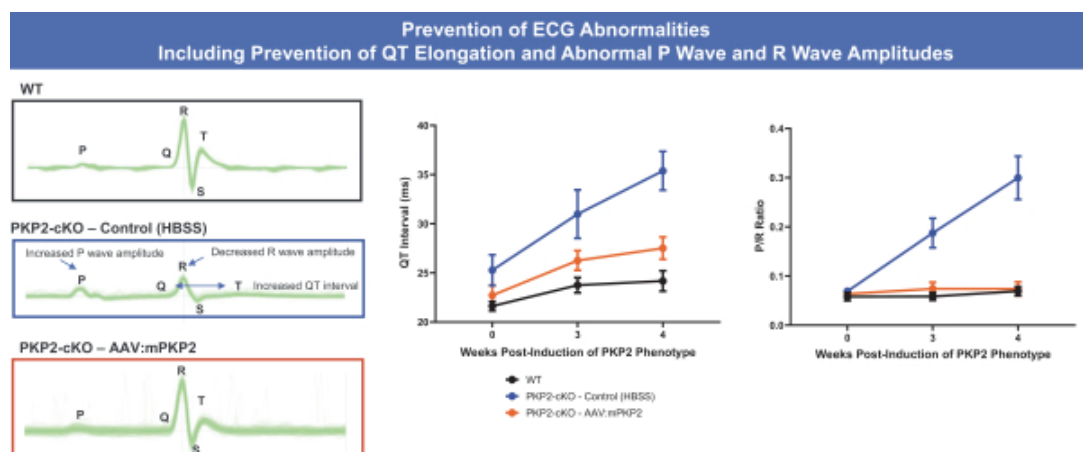 Prevention of ECG Abnormalities
Including Prevention of QT Elongation and Abnormal P Wave and R Wave Amplitudes
WT
R
P
Q
T
S
PKP2-cKO – Control (HBSS)
Increased P wave amplitude
Decreased R wave amplitude
P
R
Q
T
Increased QT interval
S
PKP2-cKO – AAV:mPKP2
R
P
Q
T
S
QT Interval (ms)
40
35
30
25
20
0
3
4
Weeks Post-Induction of PKP2 Phenotype
WT
PKP2-cKO - Control (HBSS)
PKP2-cKO - AAV:mPKP2
P/R Ratio
0.4
0.3
0.2
0.1
0.0
0
3
4
Weeks Post-Induction of PKP2 Phenotype